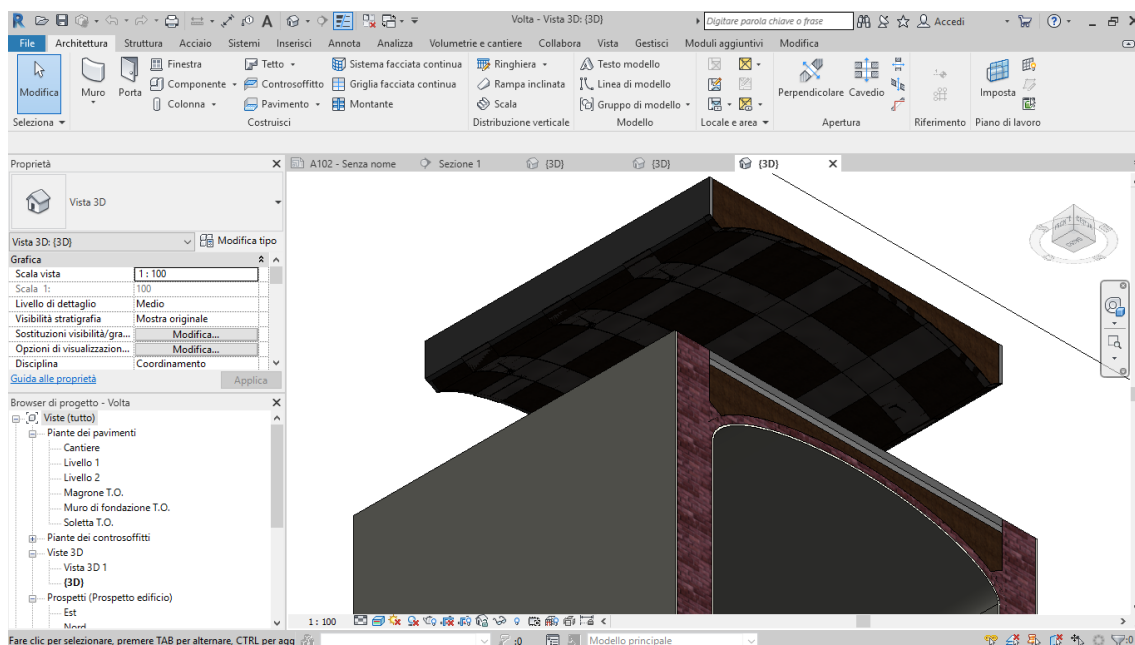 Volta - Vista 3D: {3D}
Digitare parola chiave o frase
Accedi
File Architettura Struttura Acciaio Sistemi Inserisci Annota Analizza Volumetrie e cantiere Collabora Vista Gestisci Moduli aggiuntivi Modifica
Modifica
Muro
Porta
Finestra
Componente
Colonna
Tetto
Controsoffitto
Pavimento
Sistema facciata continua
Griglia facciata continua
Montante
Ringhiera
Rampa inclinata
Scala
Testo modello
Linea di modello
Gruppo di modello
Perpendicolare
Cavedio
Imposta
Seleziona
Costruisci
Distribuzione verticale
Modello
Locale e area
Apertura
Riferimento
Piano di lavoro
Proprietà
A102 - Senza nome
Sezione 1
{3D}
{3D}
{3D}
Vista 3D
Vista 3D: {3D}
Modifica tipo
Grafica
Scala vista 1 : 100
Scala 1: 100
Livello di dettaglio Medio
Visibilità stratigrafia Mostra originale
Sostituzioni visibilità/gra... Modifica...
Opzioni di visualizzazion... Modifica...
Disciplina Coordinamento
Guida alle proprietà
Applica
Browser di progetto - Volta
Viste (tutto)
Piante dei pavimenti
Cantiere
Livello 1
Livello 2
Magrone T.O.
Muro di fondazione T.O.
Soletta T.O.
Piante dei controsoffitti
Viste 3D
Vista 3D 1
{3D}
Prospetti (Prospetto edificio)
Est
Nord
1 : 100
Fare clic per selezionare, premere TAB per alternare, CTRL per agg
:0
Modello principale
:0